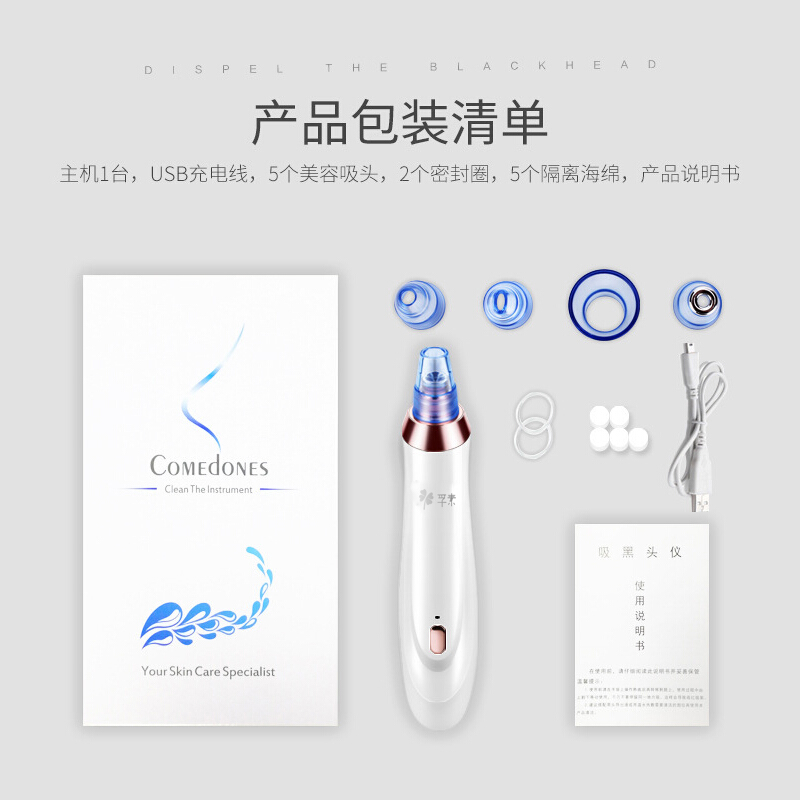 DISPEL THE BLACKHEAD
产品包装清单
主机1台，USB充电线，5个美容吸头，2个密封圈，5个隔离海绵，产品说明书
COMEDONES
Clean The Instrument
Your Skin Care Specialist
吸黑头仪
使用说明书